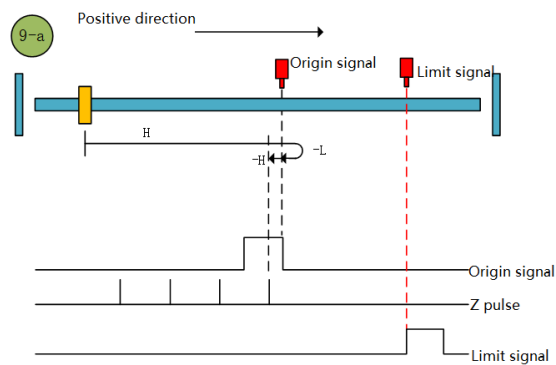 9-a
Positive direction
Origin signal
Limit signal
H
-H
-L
Origin signal
Z pulse
Limit signal